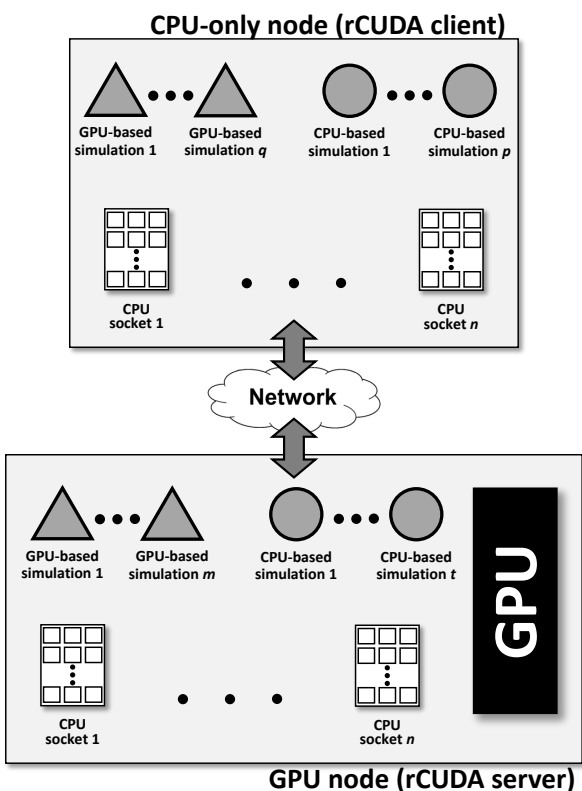 CPU-only node (rCUDA client)
GPU-based
simulation 1
GPU-based
simulation q
CPU-based
simulation 1
CPU-based
simulation p
CPU
socket 1
CPU
socket n
Network
GPU-based
simulation 1
GPU-based
simulation m
CPU-based
simulation 1
CPU-based
simulation t
GPU
CPU
socket 1
CPU
socket n
GPU node (rCUDA server)